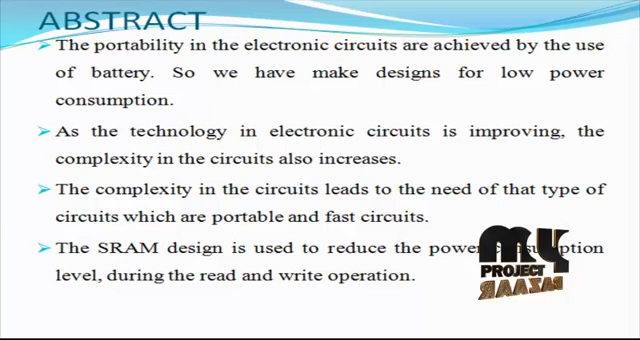 ABSTRACT
➢ The portability in the electronic circuits are achieved by the use
of battery. So we have make designs for low power
consumption.
➢ As the technology in electronic circuits is improving, the
complexity in the circuits also increases.
➢ The complexity in the circuits leads to the need of that type of
circuits which are portable and fast circuits.
➢ The SRAM design is used to reduce the power consumption
level, during the read and write operation.
MY
PROJECT
BAZAAR